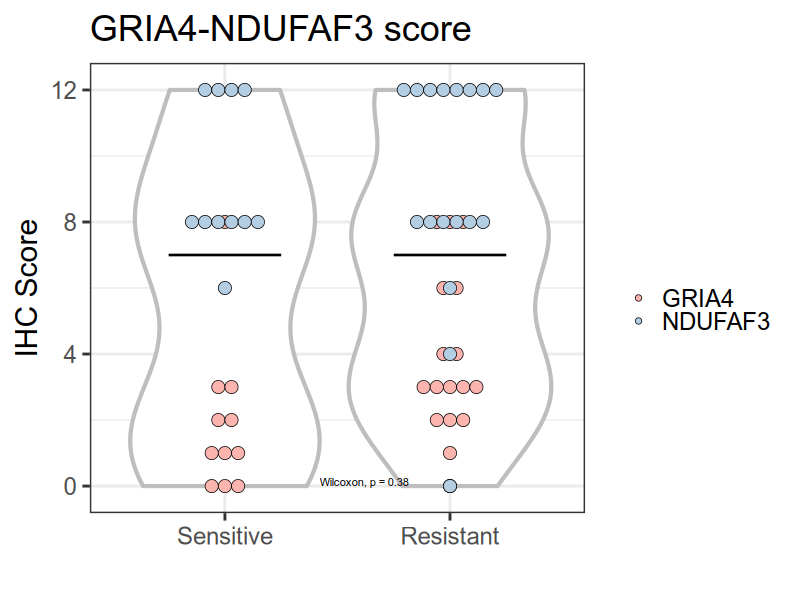 GRIA4-NDUFAF3 score
IHC Score
12
8
4
0
Wilcoxon, p = 0.38
Sensitive
Resistant
GRIA4
NDUFAF3